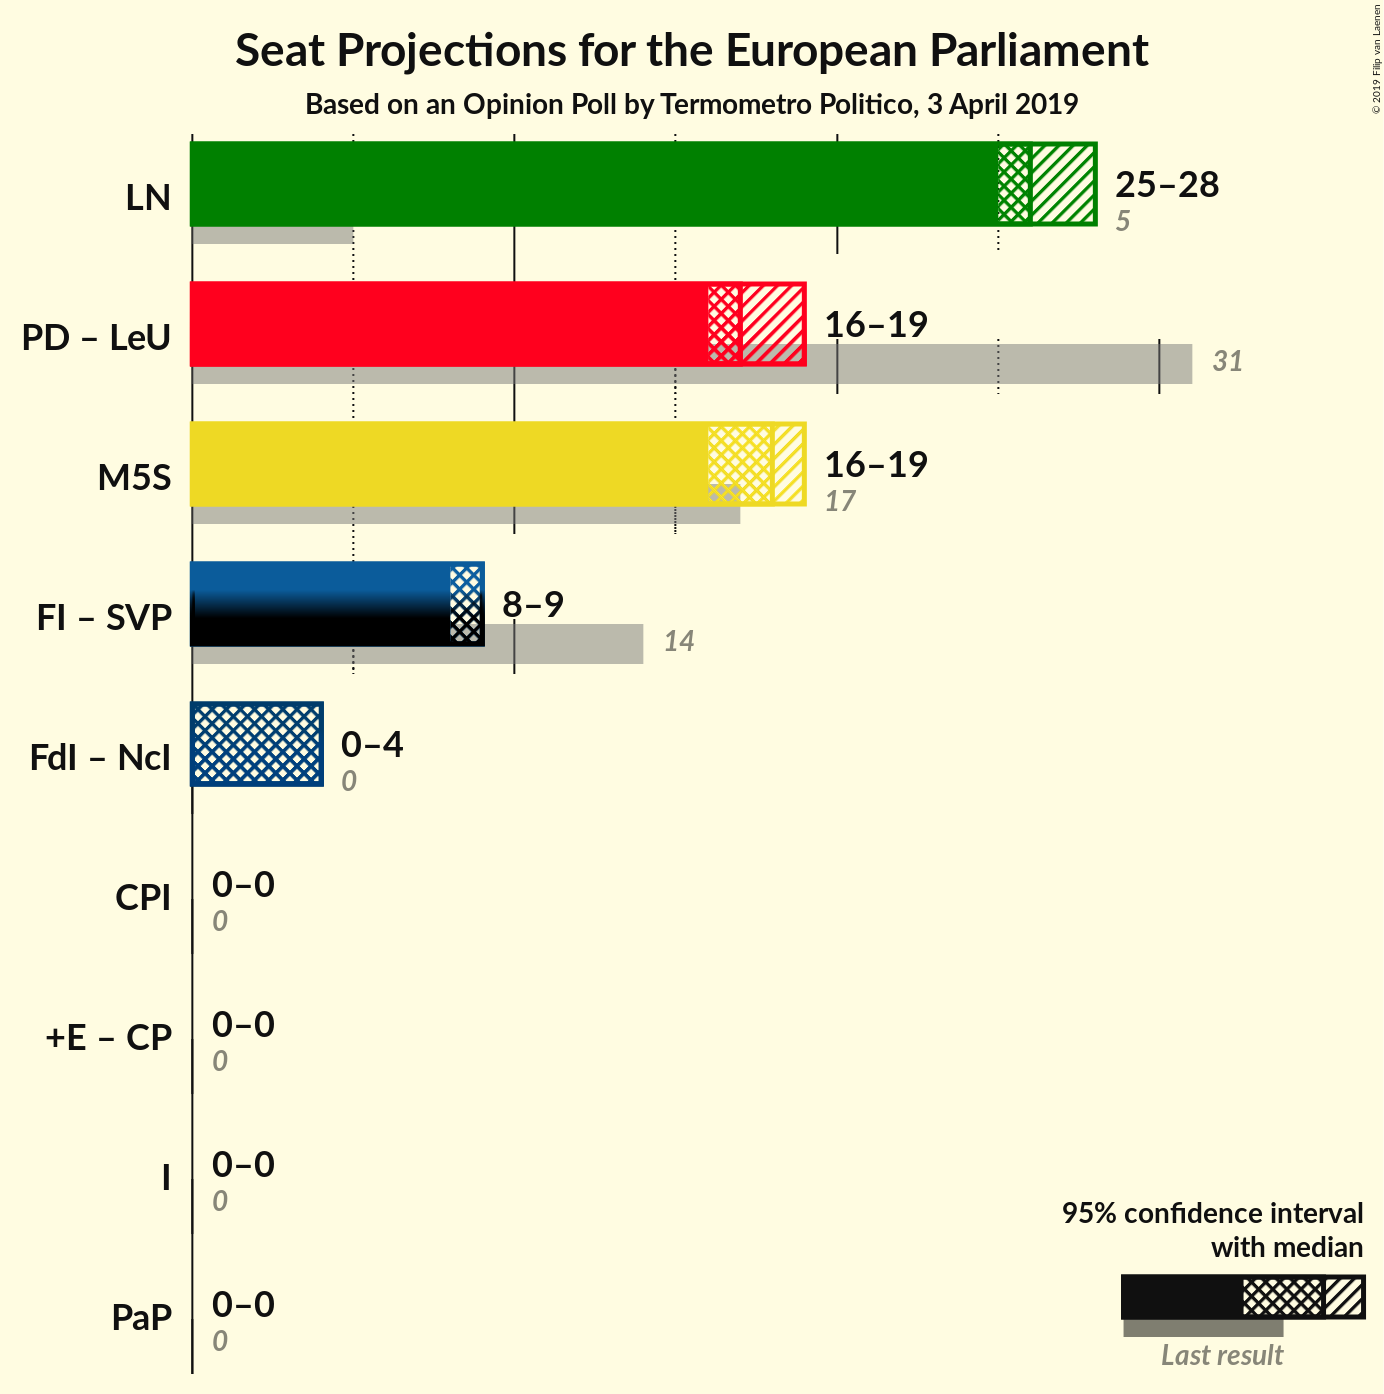 © 2019 Filip van Laenen
Seat Projections for the European Parliament
Based on an Opinion Poll by Termometro Politico, 3 April 2019
LN
25–28
5
PD – LeU
16–19
31
M5S
16–19
17
FI – SVP
8–9
14
FdI – NcI
0–4
0
CPI
0–0
0
+E – CP
0–0
0
I
0–0
0
PaP
0–0
0
95% confidence interval
with median
Last result